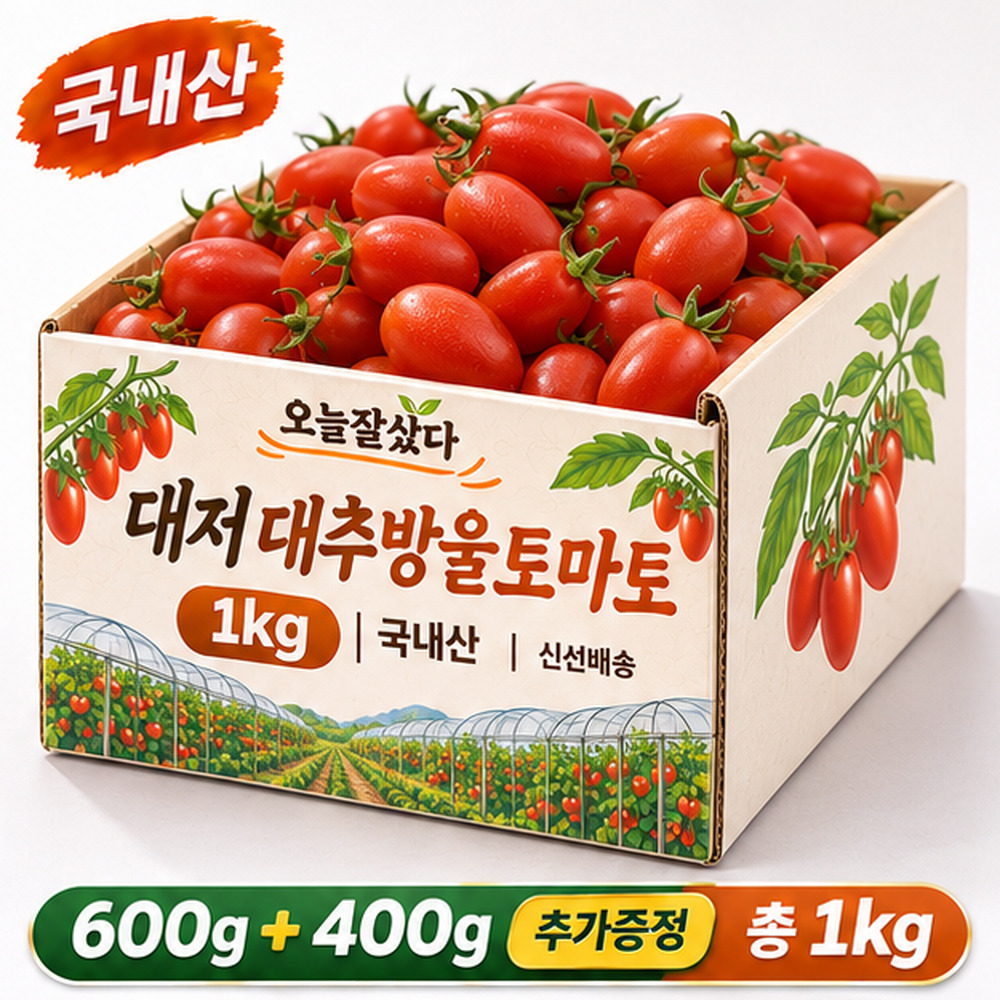 국내산
오늘잘샀다
대저 대추방울토마토
1kg | 국내산 | 신선배송
600g + 400g 추가증정 총 1kg